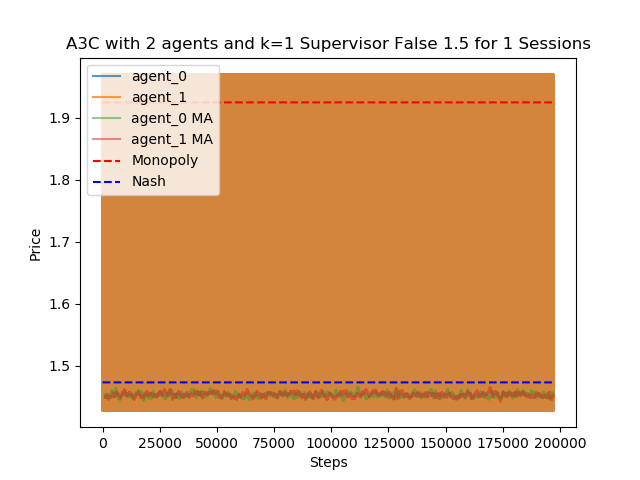 A3C with 2 agents and k=1 Supervisor False 1.5 for 1 Sessions
agent_0
agent_1
agent_0 MA
agent_1 MA
Monopoly
Nash
Price
1.9
1.8
1.7
1.6
1.5
0 25000 50000 75000 100000 125000 150000 175000 200000
Steps